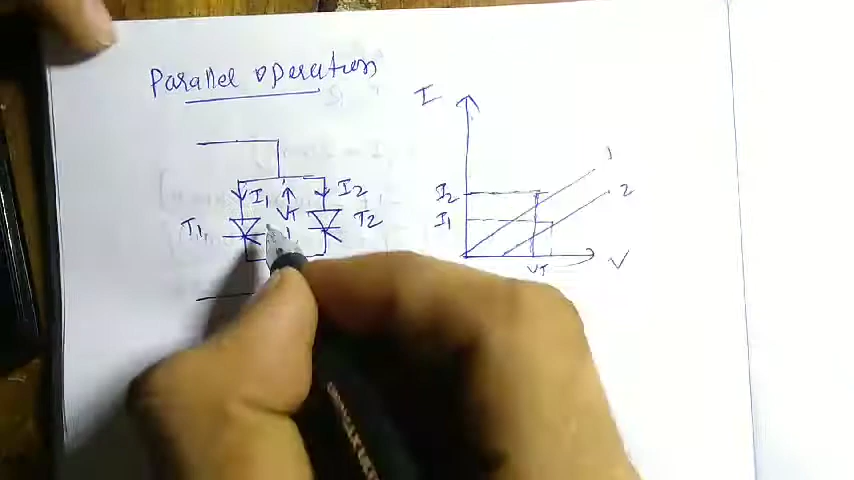 Parallel operation
I
1
I1
I2
I2
2
T1
VT
T2
I1
VT
V